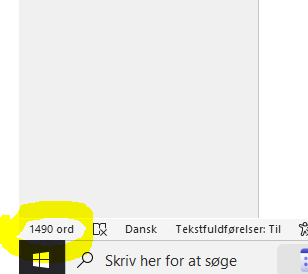 1490 ord Dansk Tekstfuldførelser: Til
Skriv her for at søge